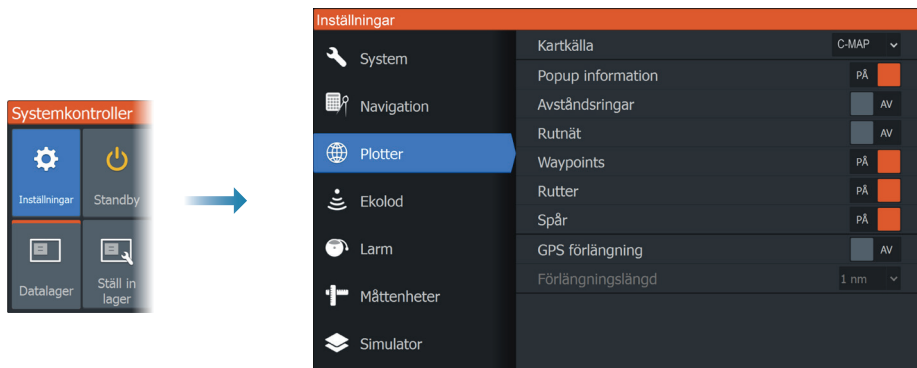 Systemkontroller
Inställningar
Standby
Datalager
Ställ in
lager
Inställningar
System
Navigation
Plotter
Ekolod
Larm
Måttenheter
Simulator
Kartkälla C-MAP
Popup information PÅ
Avståndsringar AV
Rutnät AV
Waypoints PÅ
Rutter PÅ
Spår PÅ
GPS förlängning AV
Förlängningslängd 1 nm